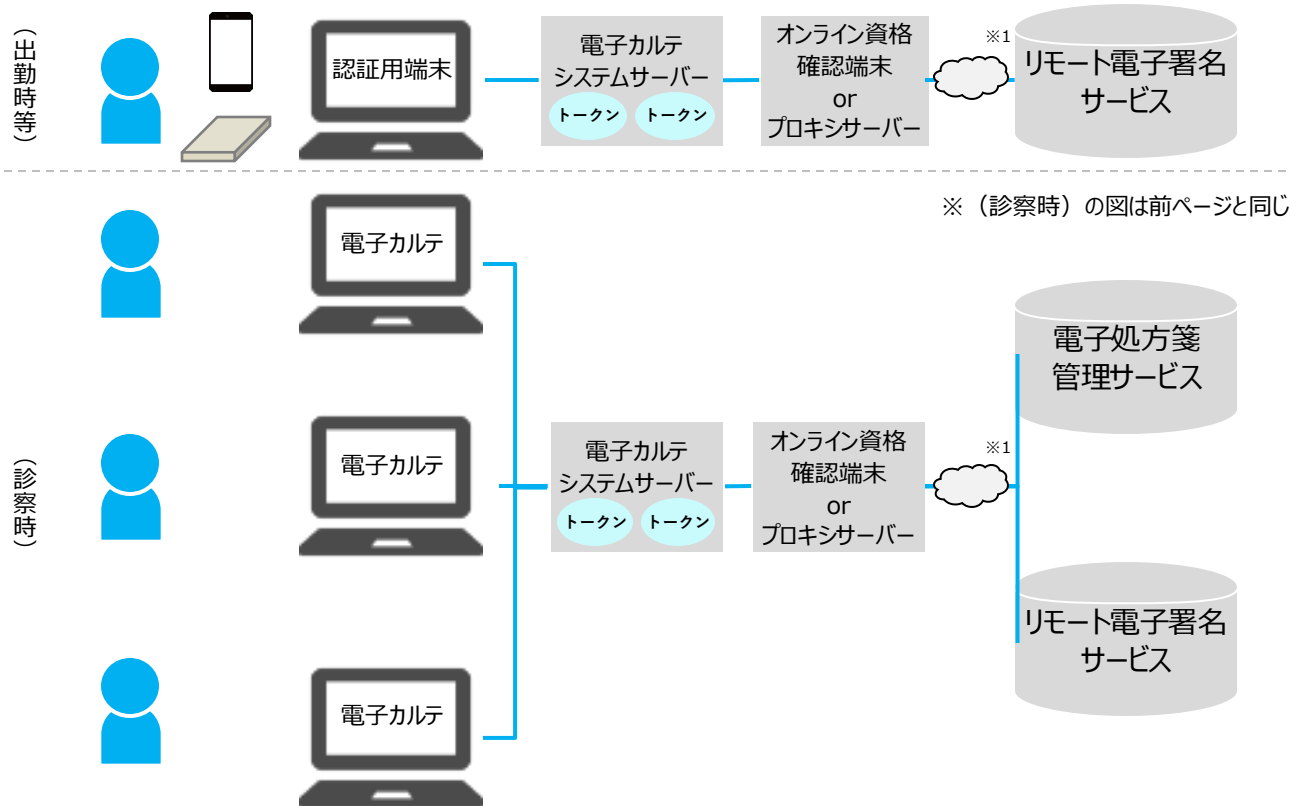 (出勤時等)
認証用端末
電子カルテ
システムサーバー
トークン トークン
オンライン資格
確認端末
or
プロキシサーバー
※1
リモート電子署名
サービス
※（診察時）の図は前ページと同じ
(診察時)
電子カルテ
電子カルテ
電子カルテ
電子カルテ
システムサーバー
トークン トークン
オンライン資格
確認端末
or
プロキシサーバー
※1
電子処方箋
管理サービス
リモート電子署名
サービス